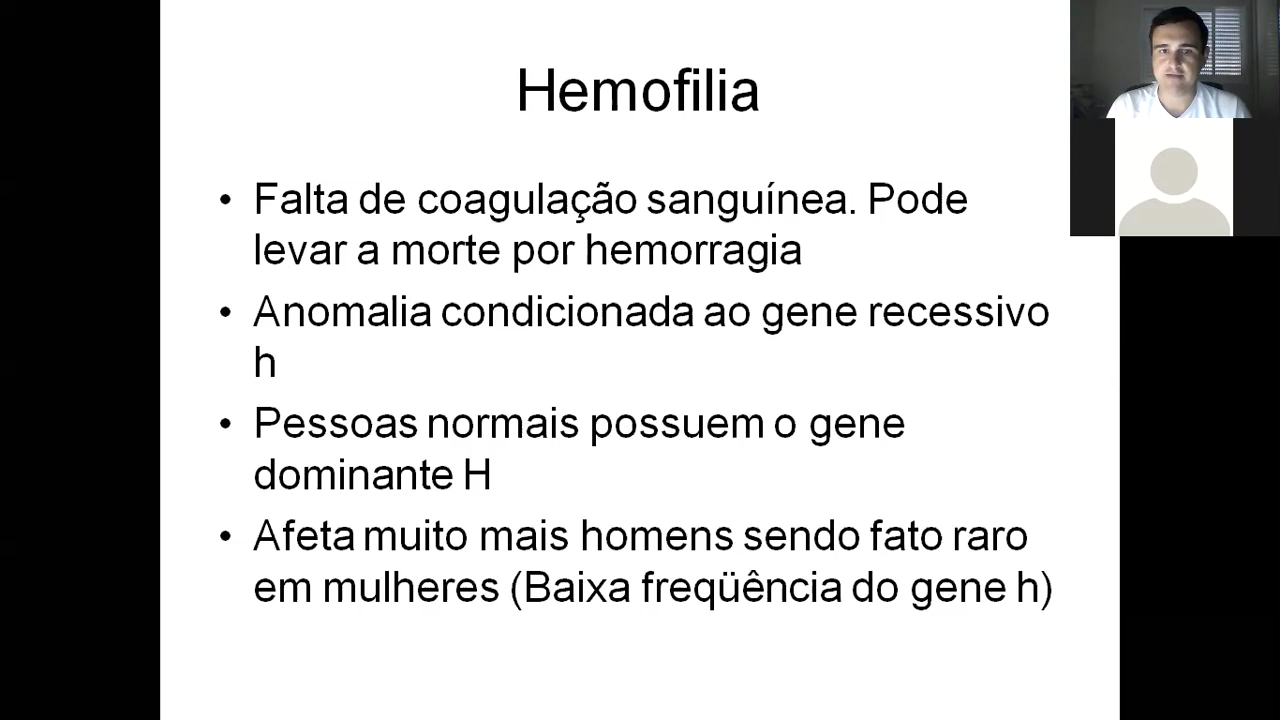 Hemofilia
• Falta de coagulação sanguínea. Pode
levar a morte por hemorragia
• Anomalia condicionada ao gene recessivo
h
• Pessoas normais possuem o gene
dominante H
• Afeta muito mais homens sendo fato raro
em mulheres (Baixa freqüência do gene h)